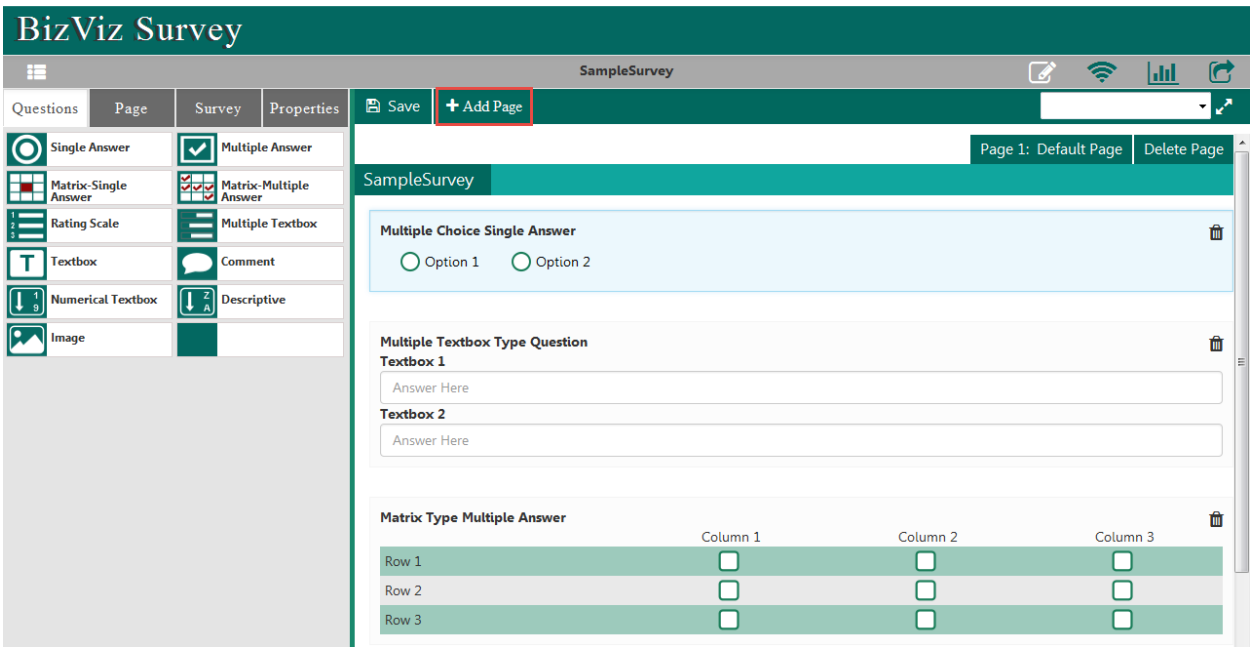 BizViz Survey
SampleSurvey
Questions Page Survey Properties
Save + Add Page
Page 1: Default Page Delete Page
SampleSurvey
Single Answer
Multiple Answer
Matrix-Single
Answer
Matrix-Multiple
Answer
Rating Scale
Multiple Textbox
Textbox
Comment
Numerical Textbox
Descriptive
Image
Multiple Choice Single Answer
Option 1 Option 2
Multiple Textbox Type Question
Textbox 1
Answer Here
Textbox 2
Answer Here
Matrix Type Multiple Answer
Column 1 Column 2 Column 3
Row 1
Row 2
Row 3